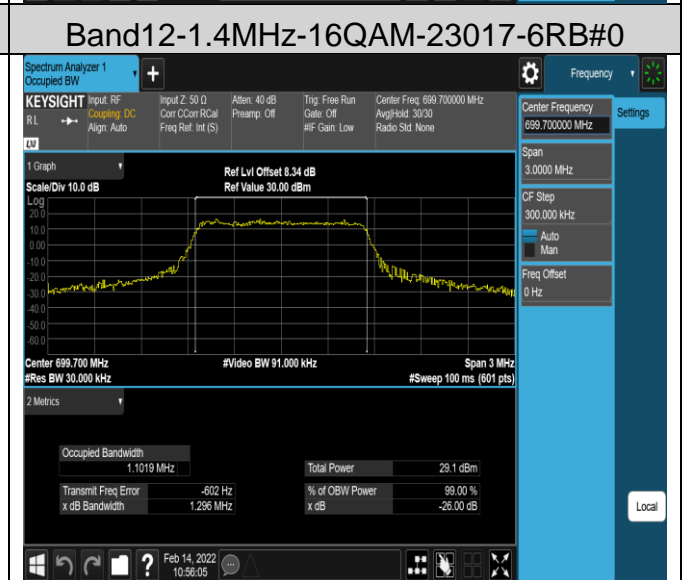 Band12-1.4MHz-16QAM-23017-6RB#0
Spectrum Analyzer 1
Occupied BW
+
Frequency
KEYSIGHT
RL
Input: RF
Coupling: DC
Align: Auto
Input Z: 50 Ω
Corr CCorr RCal
Freq Ref: Int (S)
Atten: 40 dB
Preamp: Off
Trig: Free Run
Gate: Off
#IF Gain: Low
Center Freq: 699.700000 MHz
Avg|Hold: 30/30
Radio Std: None
LXI
Center Frequency
699.700000 MHz
Settings
Span
3.0000 MHz
CF Step
300.000 kHz
Auto
Man
Freq Offset
0 Hz
1 Graph
Scale/Div 10.0 dB
Ref Lvl Offset 8.34 dB
Ref Value 30.00 dBm
Log
20.0
10.0
0.00
-10.0
-20.0
-30.0
-40.0
-50.0
-60.0
Center 699.700 MHz
#Video BW 91.000 kHz
Span 3 MHz
#Res BW 30.000 kHz
#Sweep 100 ms (601 pts)
2 Metrics
Occupied Bandwidth
1.1019 MHz
Total Power 29.1 dBm
Transmit Freq Error -602 Hz
% of OBW Power 99.00 %
x dB Bandwidth 1.296 MHz
x dB -26.00 dB
Local
?
Feb 14, 2022
10:56:05